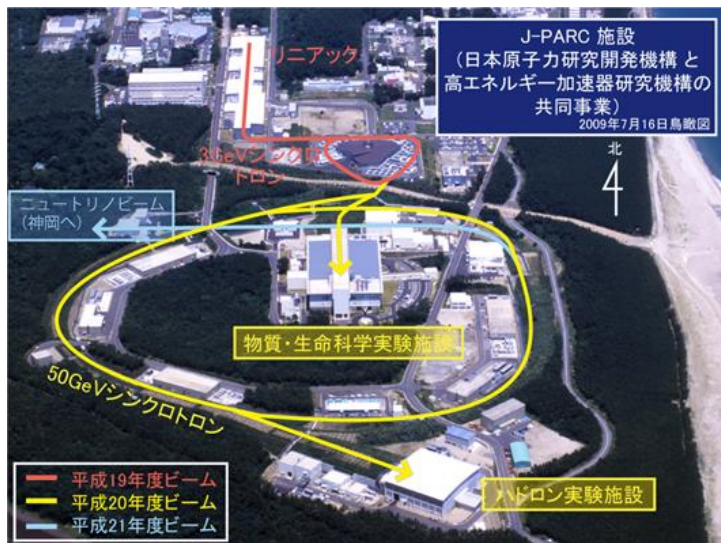 J-PARC 施設
(日本原子力研究開発機構 と
高エネルギー加速器研究機構の
共同事業)
2009年7月16日鳥瞰図
リニアック
3GeVシンクロ
トロン
北
ニュートリノビーム
(神岡へ)
物質・生命科学実験施設
50GeVシンクロトロン
ハドロン実験施設
平成19年度ビーム
平成20年度ビーム
平成21年度ビーム